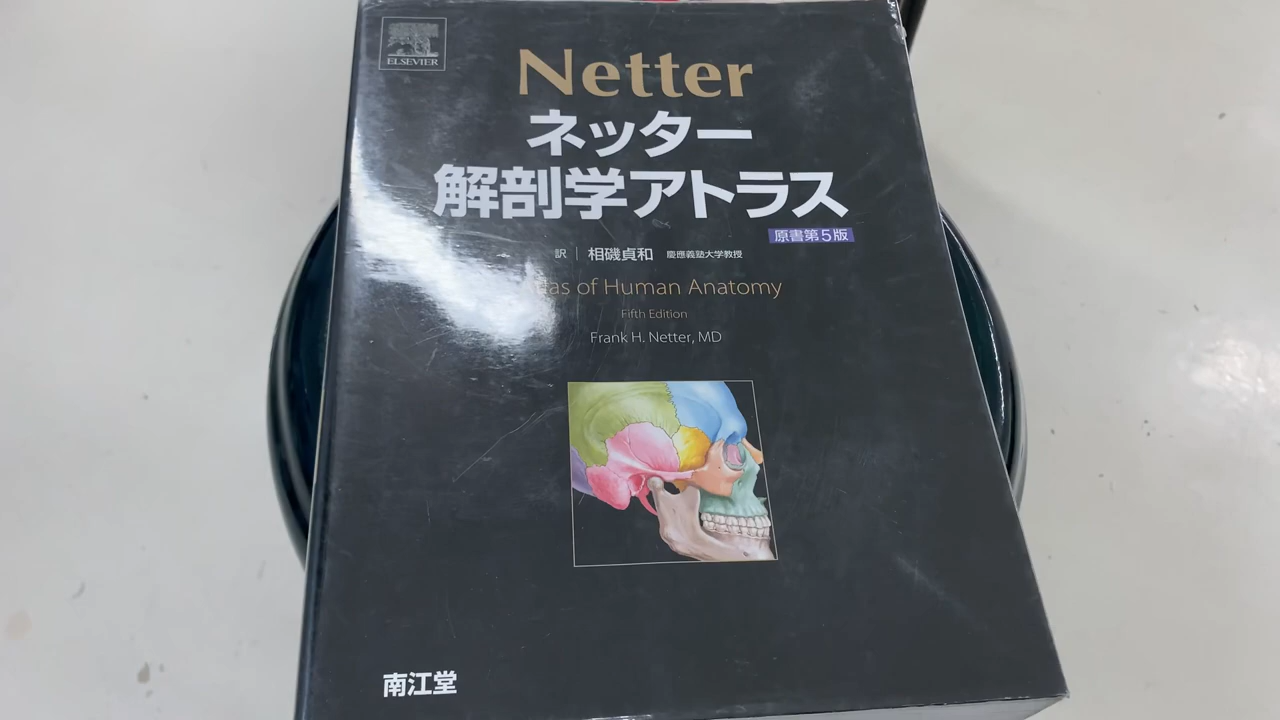 ELSEVIER
Netter
ネッター
解剖学アトラス
原書第5版
訳 相磯貞和 慶應義塾大学教授
of Human Anatomy
Fifth Edition
Frank H. Netter, MD
南江堂